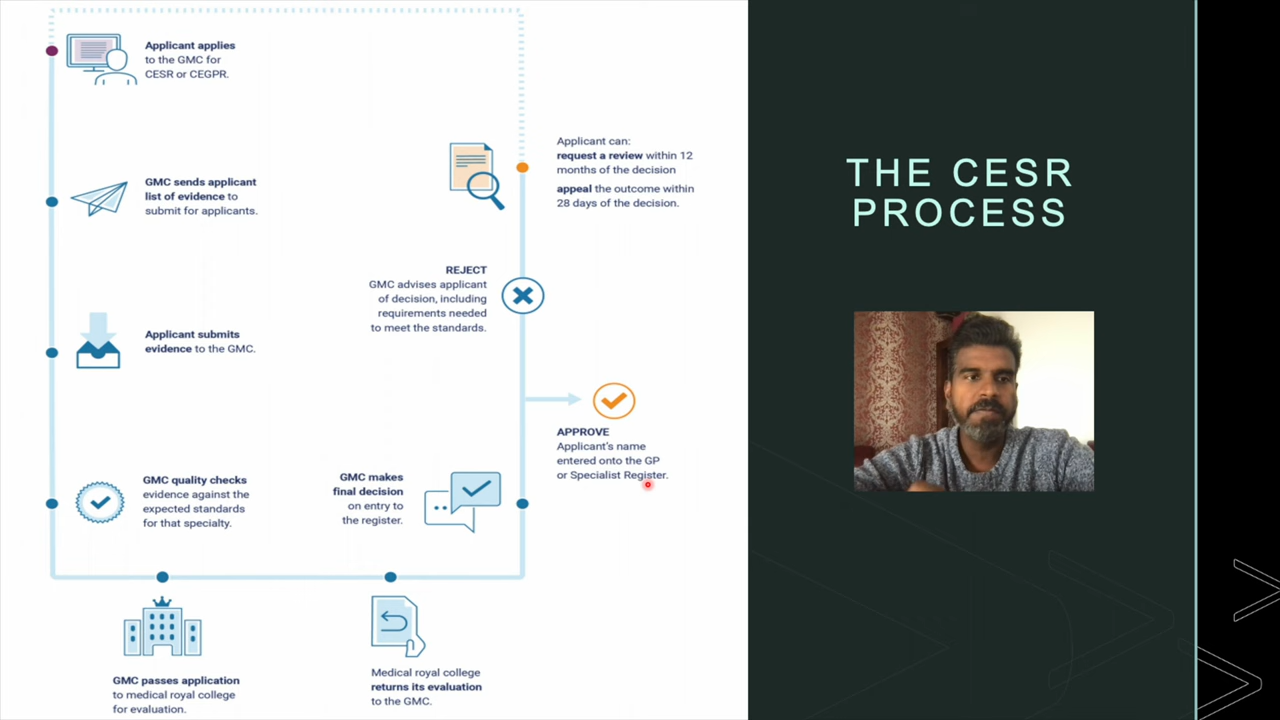 Applicant applies
to the GMC for
CESR or CEGPR.
GMC sends applicant
list of evidence to
submit for applicants.
Applicant submits
evidence to the GMC.
GMC quality checks
evidence against the
expected standards
for that specialty.
GMC passes application
to medical royal college
for evaluation.
Medical royal college
returns its evaluation
to the GMC.
GMC makes
final decision
on entry to
the register.
APPROVE
Applicant's name
entered onto the GP
or Specialist Register.
REJECT
GMC advises applicant
of decision, including
requirements needed
to meet the standards.
Applicant can:
request a review within 12
months of the decision
appeal the outcome within
28 days of the decision.
THE CESR
PROCESS